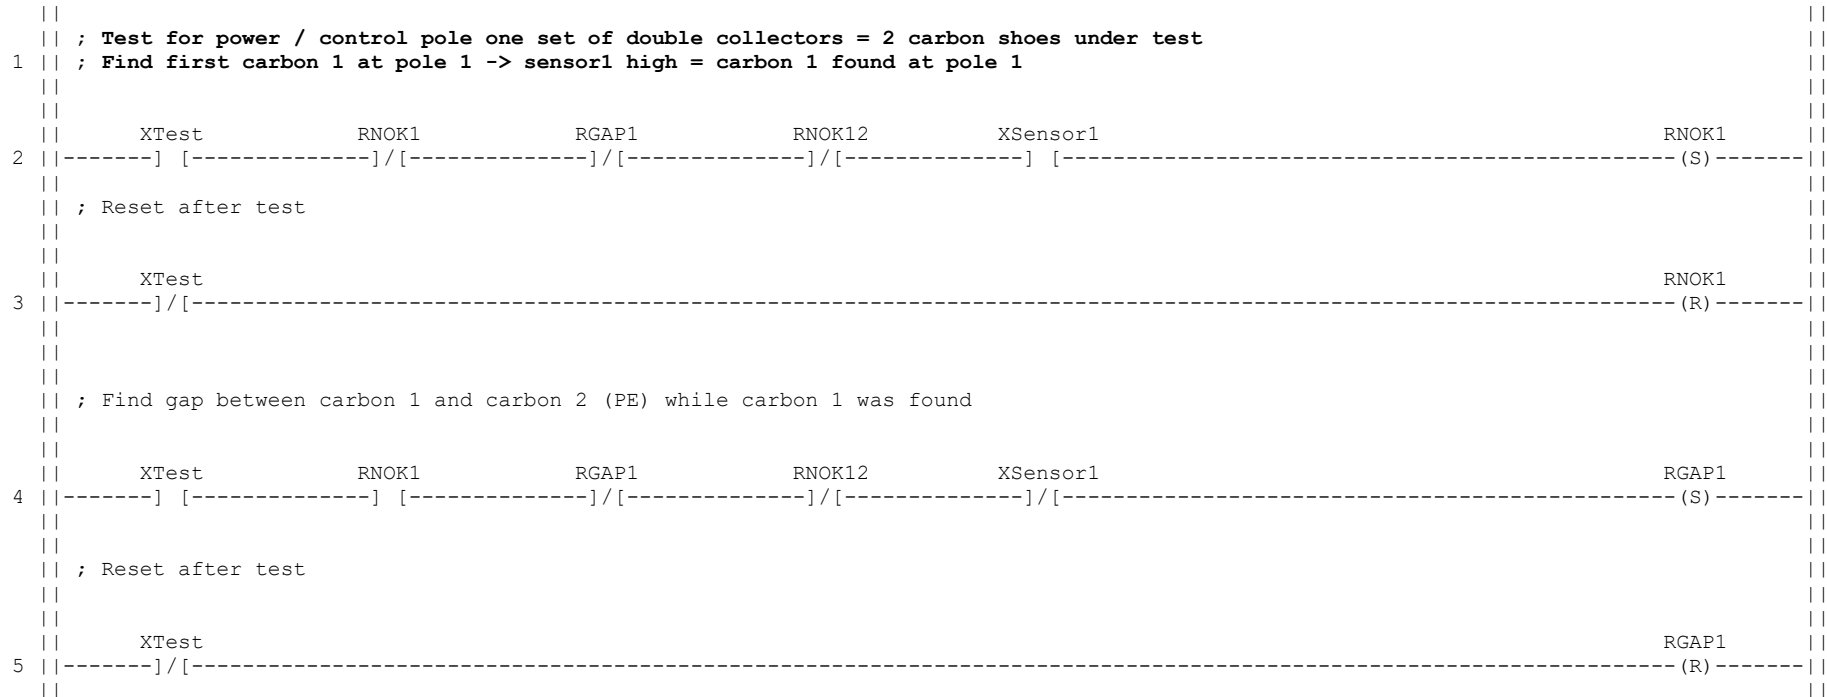 ; Test for power / control pole one set of double collectors = 2 carbon shoes under test
1 || ; Find first carbon 1 at pole 1 -> sensor1 high = carbon 1 found at pole 1 ||
|| XTest RNOK1 RGAP1 RNOK12 XSensor1 RNOK1 ||
2 ||-------] [--------------]/[--------------]/[--------------]/[--------------] [------------------------------------------------(S)-------||
|| ; Reset after test ||
|| XTest RNOK1 ||
3 ||-------]/[------------------------------------------------(R)-------||
|| ; Find gap between carbon 1 and carbon 2 (PE) while carbon 1 was found ||
|| XTest RNOK1 RGAP1 RNOK12 XSensor1 RGAP1 ||
4 ||-------] [--------------] [--------------]/[--------------]/[--------------]/[------------------------------------------------(S)-------||
|| ; Reset after test ||
|| XTest RGAP1 ||
5 ||-------]/[------------------------------------------------(R)-------||